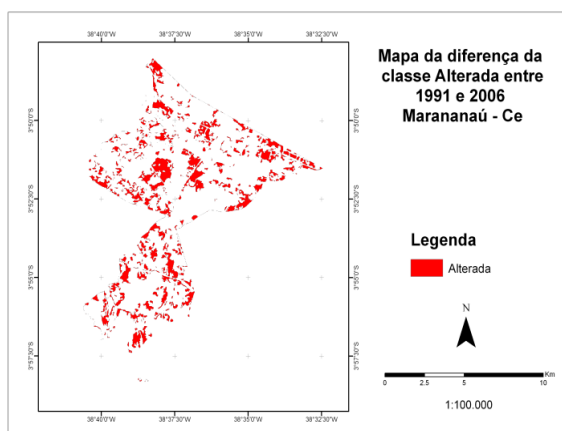 38°40'0"W 38°37'30"W 38°35'0"W 38°32'30"W
3°50'0"S 3°50'0"S
3°52'30"S 3°52'30"S
3°55'0"S 3°55'0"S
3°57'30"S 3°57'30"S
38°40'0"W 38°37'30"W 38°35'0"W 38°32'30"W
Mapa da diferença da
classe Alterada entre
1991 e 2006
Marananaú - Ce
Legenda
Alterada
N
Km
0 2.5 5 10
1:100.000